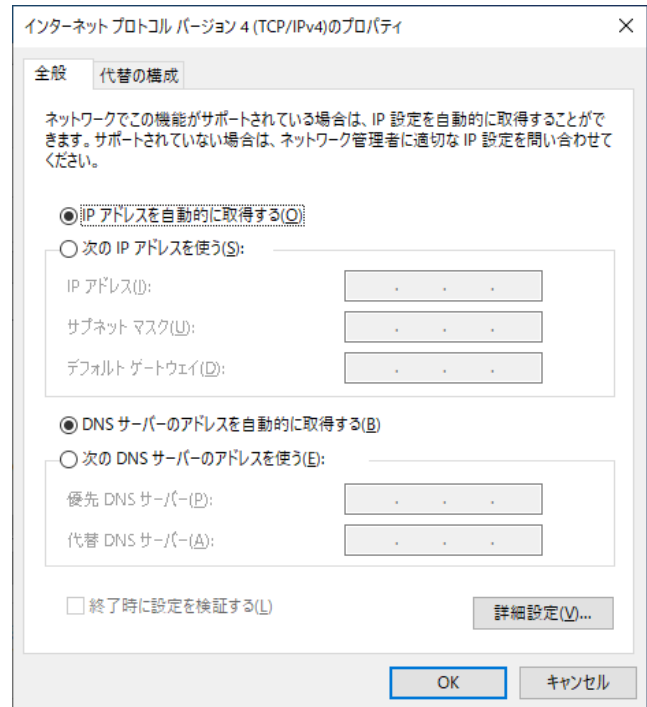 インターネット プロトコル バージョン 4 (TCP/IPv4)のプロパティ
全般
代替の構成
ネットワークでこの機能がサポートされている場合は、IP 設定を自動的に取得することがで
きます。サポートされていない場合は、ネットワーク管理者に適切な IP 設定を問い合わせて
ください。
IP アドレスを自動的に取得する(O)
次の IP アドレスを使う(S):
IP アドレス(I):
サブネット マスク(U):
デフォルト ゲートウェイ(D):
DNS サーバーのアドレスを自動的に取得する(B)
次の DNS サーバーのアドレスを使う(E):
優先 DNS サーバー(P):
代替 DNS サーバー(A):
終了時に設定を検証する(L)
詳細設定(V)...
OK
キャンセル